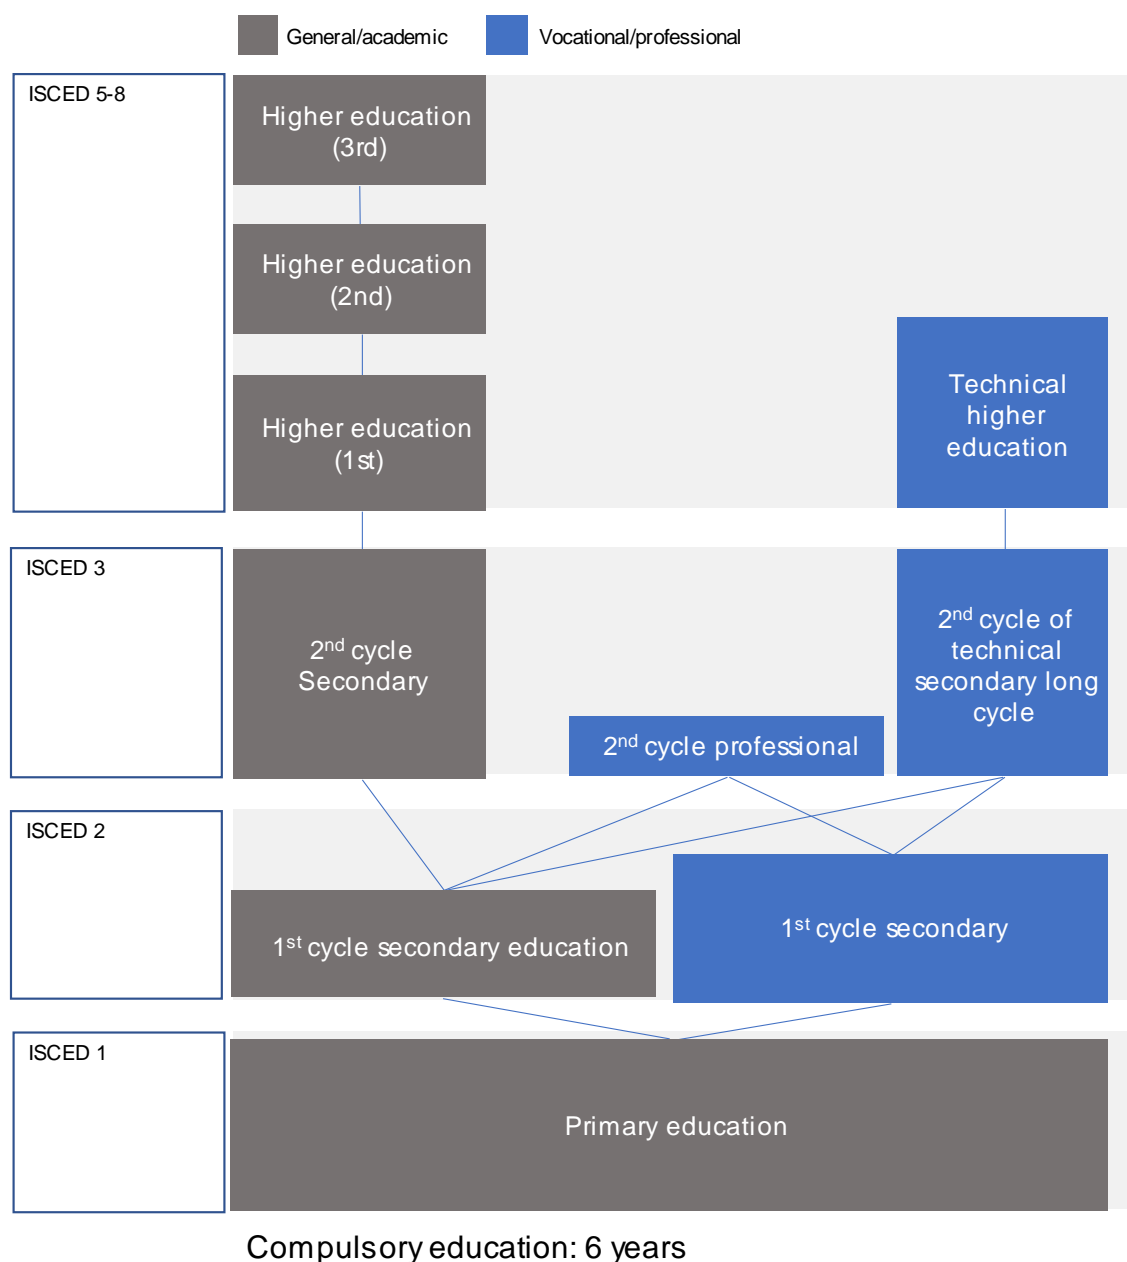 General/academic
Vocational/professional
ISCED 5-8
Higher education
(3rd)
Higher education
(2nd)
Higher education
(1st)
Technical
higher
education
ISCED 3
2nd cycle
Secondary
2nd cycle professional
2nd cycle of
technical
secondary long
cycle
ISCED 2
1st cycle secondary education
1st cycle secondary
ISCED 1
Primary education
Compulsory education: 6 years